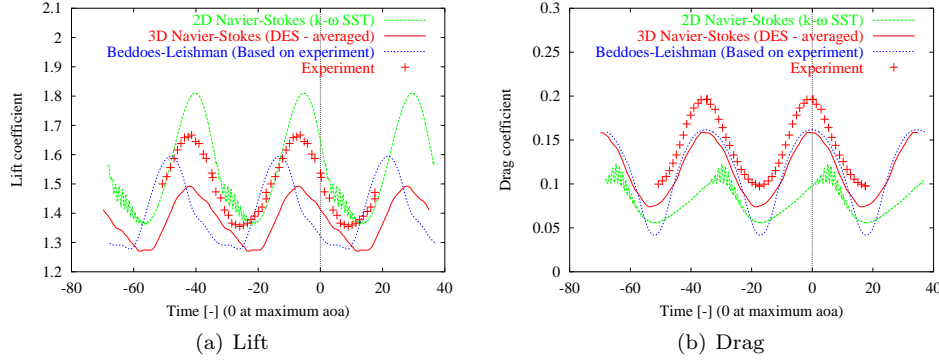 2D Navier-Stokes (k-ω SST)
3D Navier-Stokes (DES - averaged)
Beddoes-Leishman (Based on experiment)
Experiment
Lift coefficient
1.9
1.8
1.7
1.6
1.5
1.4
1.3
1.2
-80 -60 -40 -20 0 20 40
Time [-] (0 at maximum aoa)
(a) Lift
2D Navier-Stokes (k-ω SST)
3D Navier-Stokes (DES - averaged)
Beddoes-Leishman (Based on experiment)
Experiment
Drag coefficient
0.3
0.25
0.2
0.15
0.1
0.05
0
-80 -60 -40 -20 0 20 40
Time [-] (0 at maximum aoa)
(b) Drag